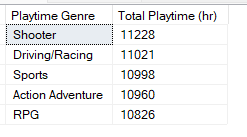 Playtime Genre Total Playtime (hr)
Shooter 11228
Driving/Racing 11021
Sports 10998
Action Adventure 10960
RPG 10826